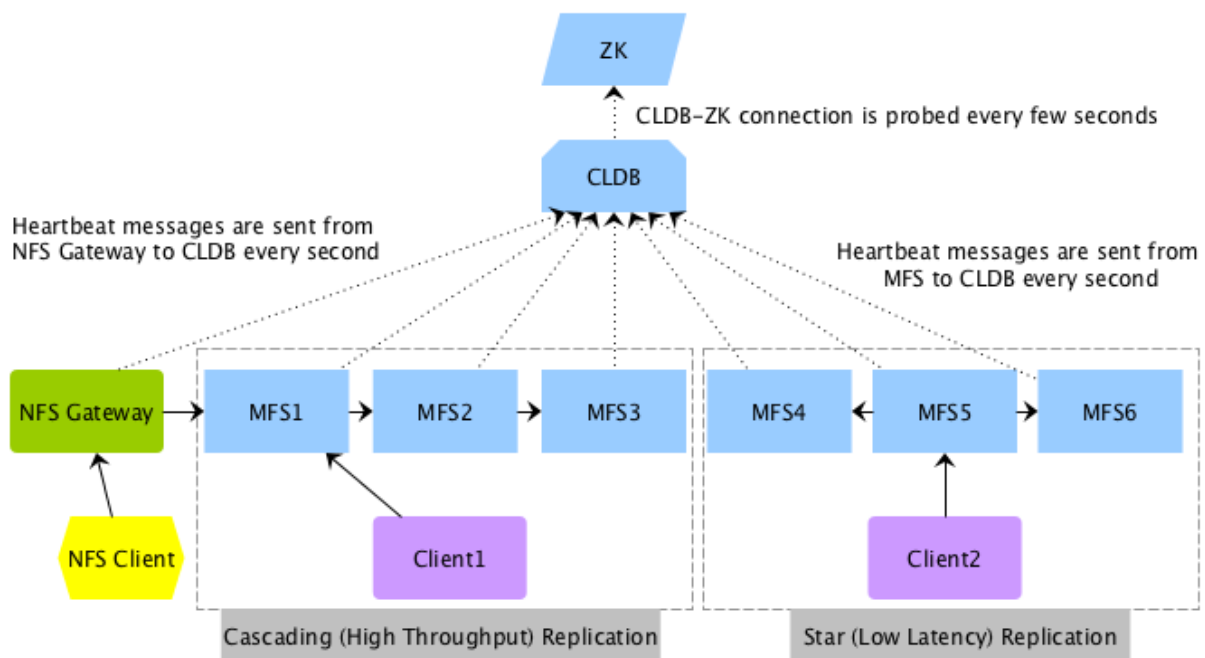 ZK
CLDB-ZK connection is probed every few seconds
CLDB
Heartbeat messages are sent from
NFS Gateway to CLDB every second
Heartbeat messages are sent from
MFS to CLDB every second
NFS Gateway
MFS1
MFS2
MFS3
MFS4
MFS5
MFS6
NFS Client
Client1
Client2
Cascading (High Throughput) Replication
Star (Low Latency) Replication